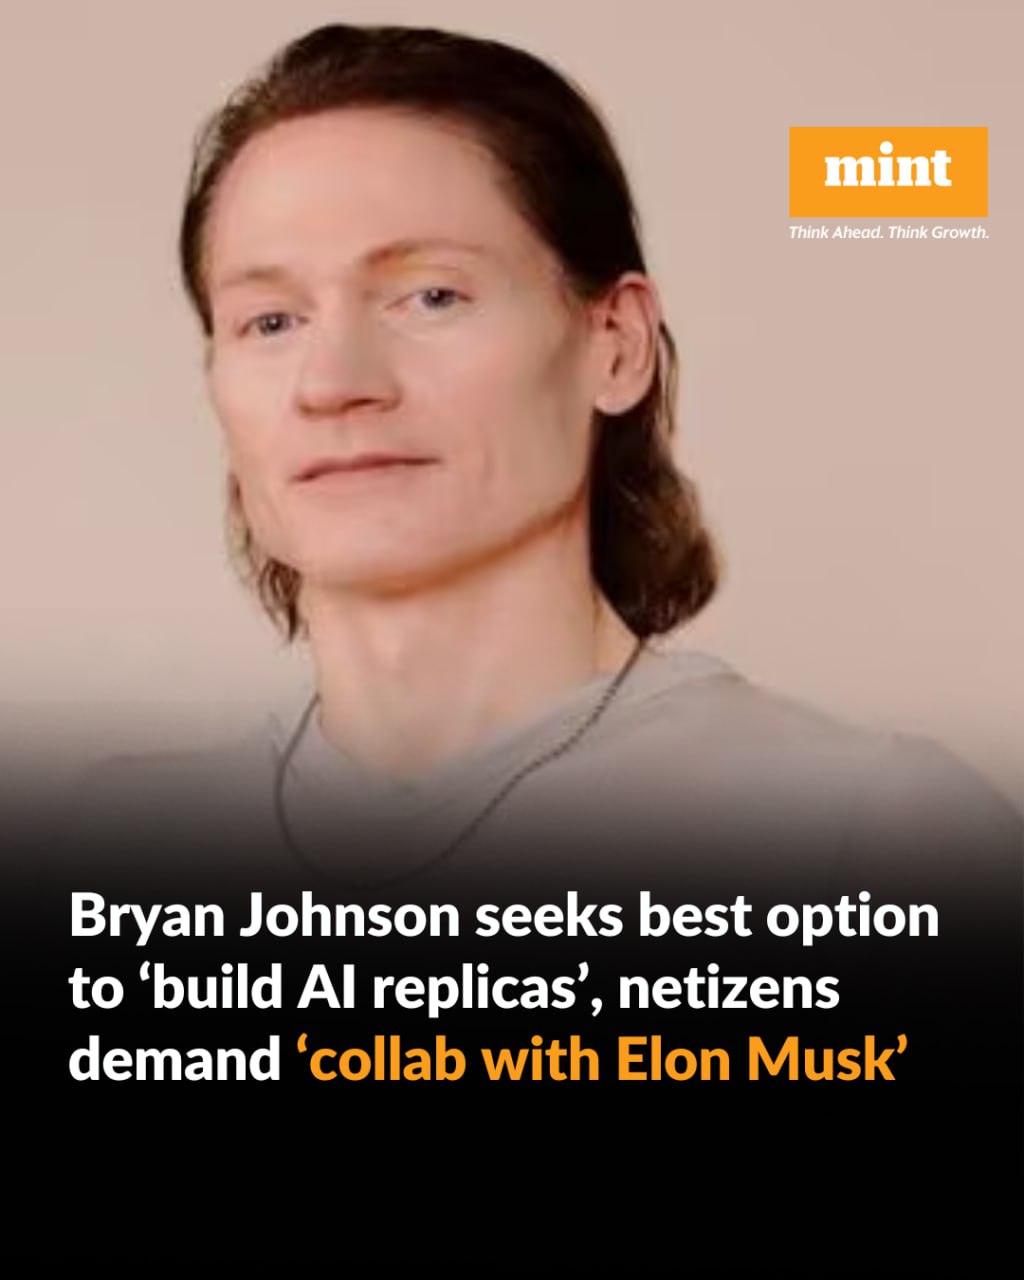 mint
Think Ahead. Think Growth.
Bryan Johnson seeks best option
to ‘build AI replicas’, netizens
demand ‘collab with Elon Musk’